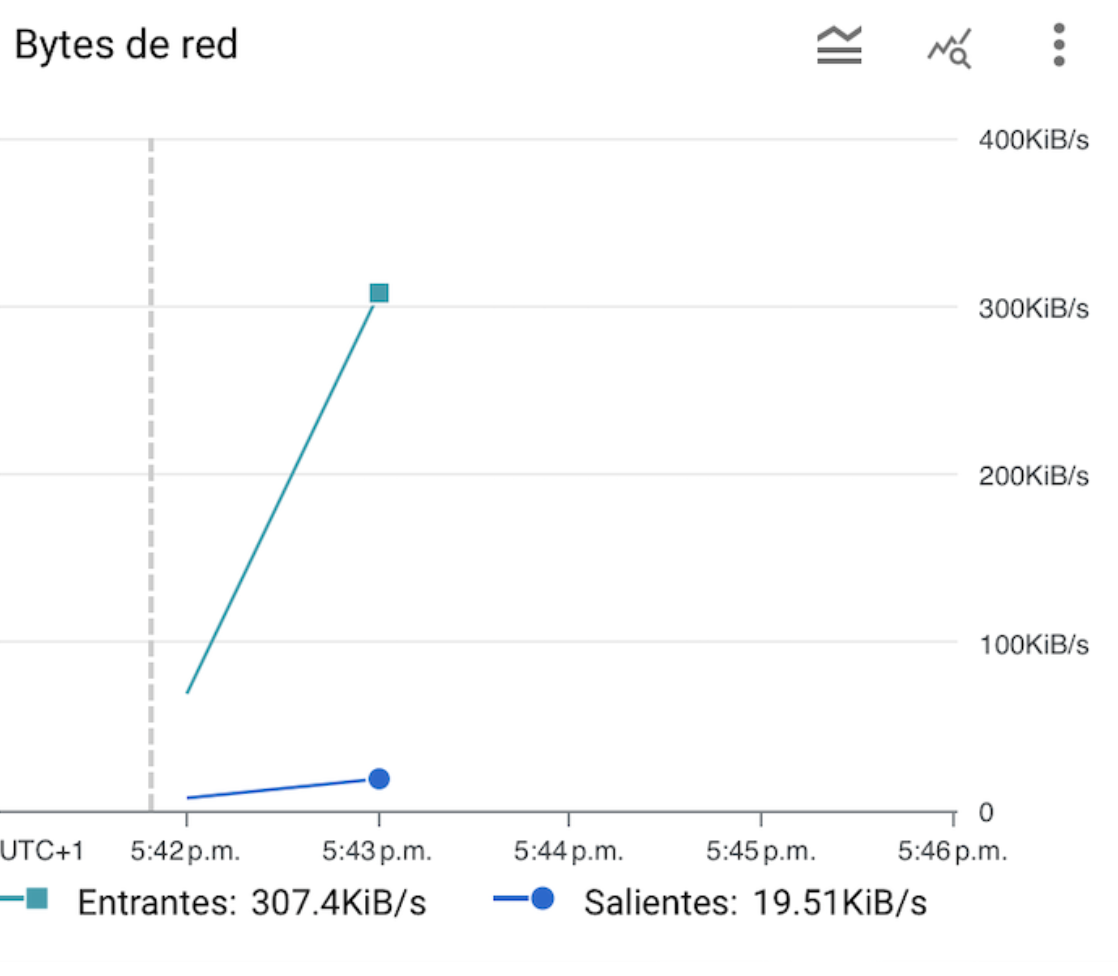 Bytes de red
400KiB/s
300KiB/s
200KiB/s
100KiB/s
0
UTC+1 5:42 p.m. 5:43 p.m. 5:44 p.m. 5:45 p.m. 5:46 p.m.
Entrantes: 307.4KiB/s Salientes: 19.51KiB/s